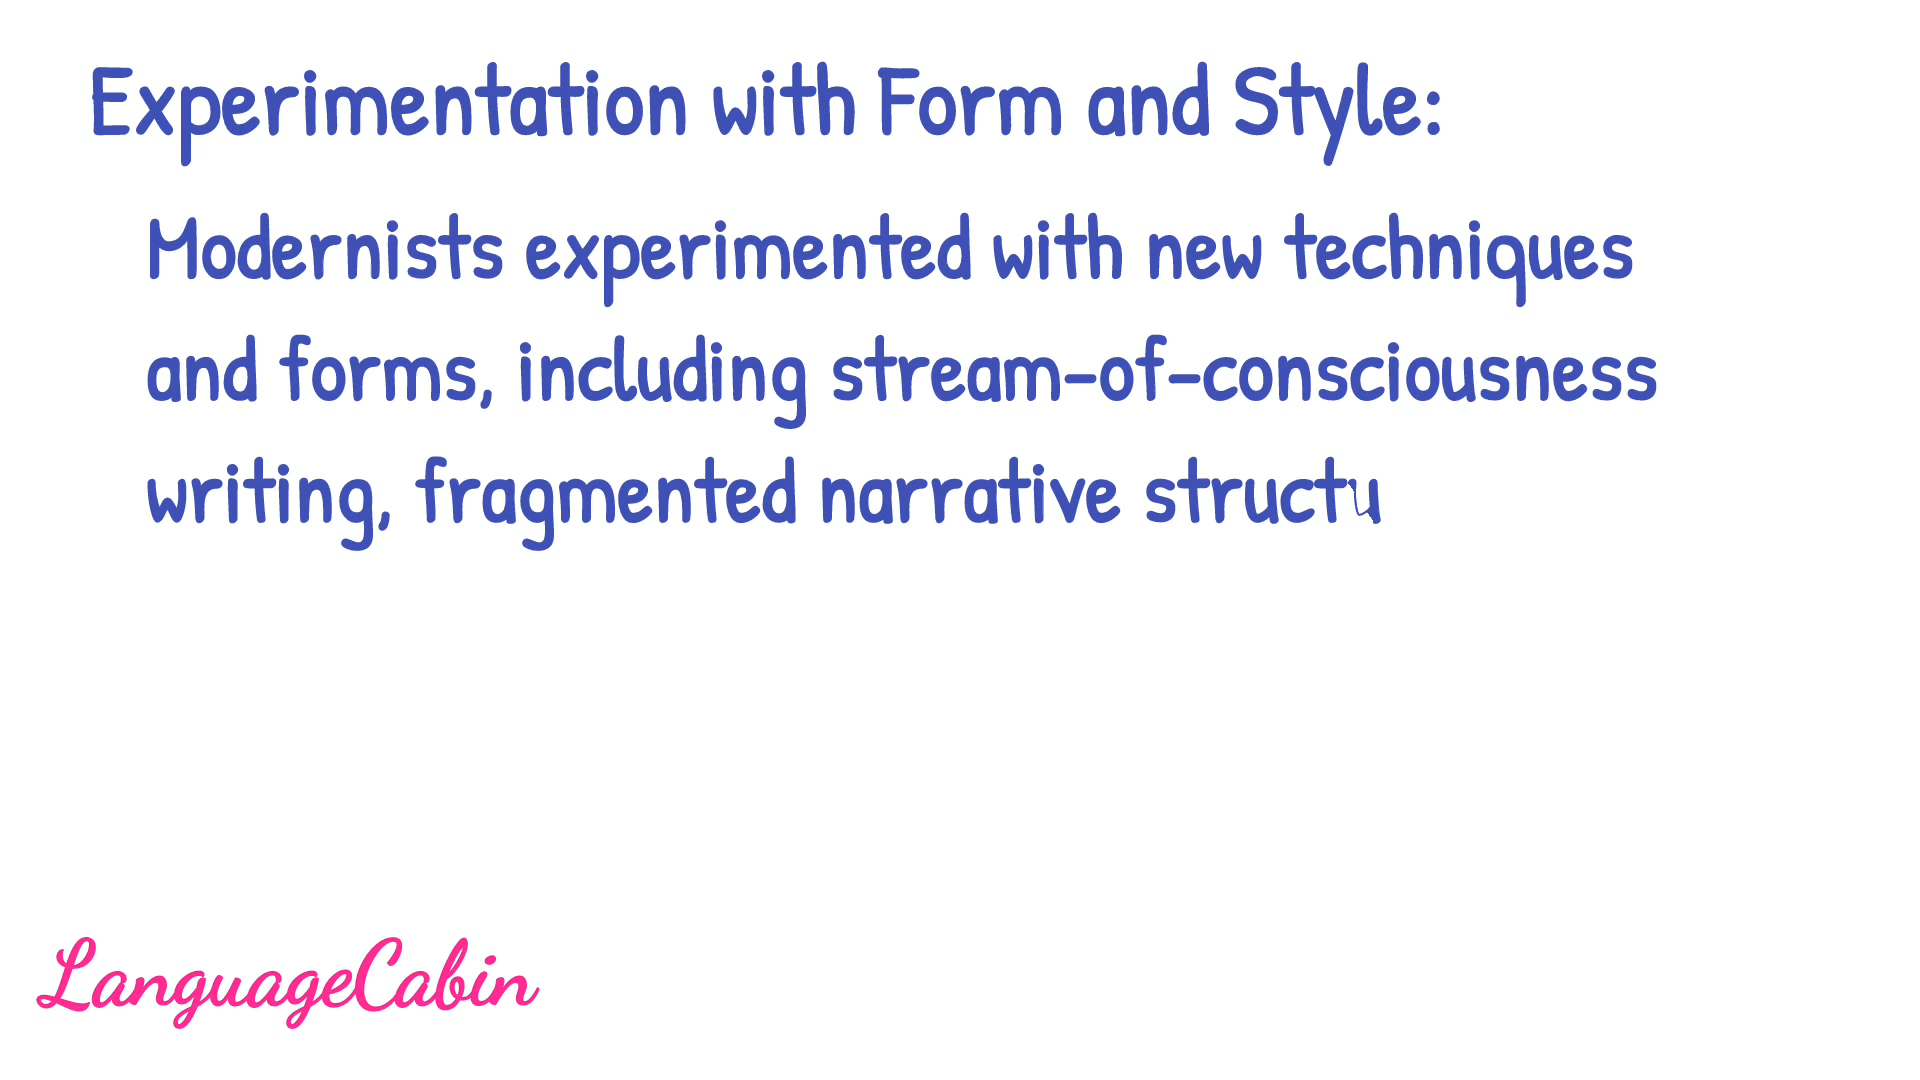 Experimentation with Form and Style:
Modernists experimented with new techniques
and forms, including stream-of-consciousness
writing, fragmented narrative structu
LanguageCabin